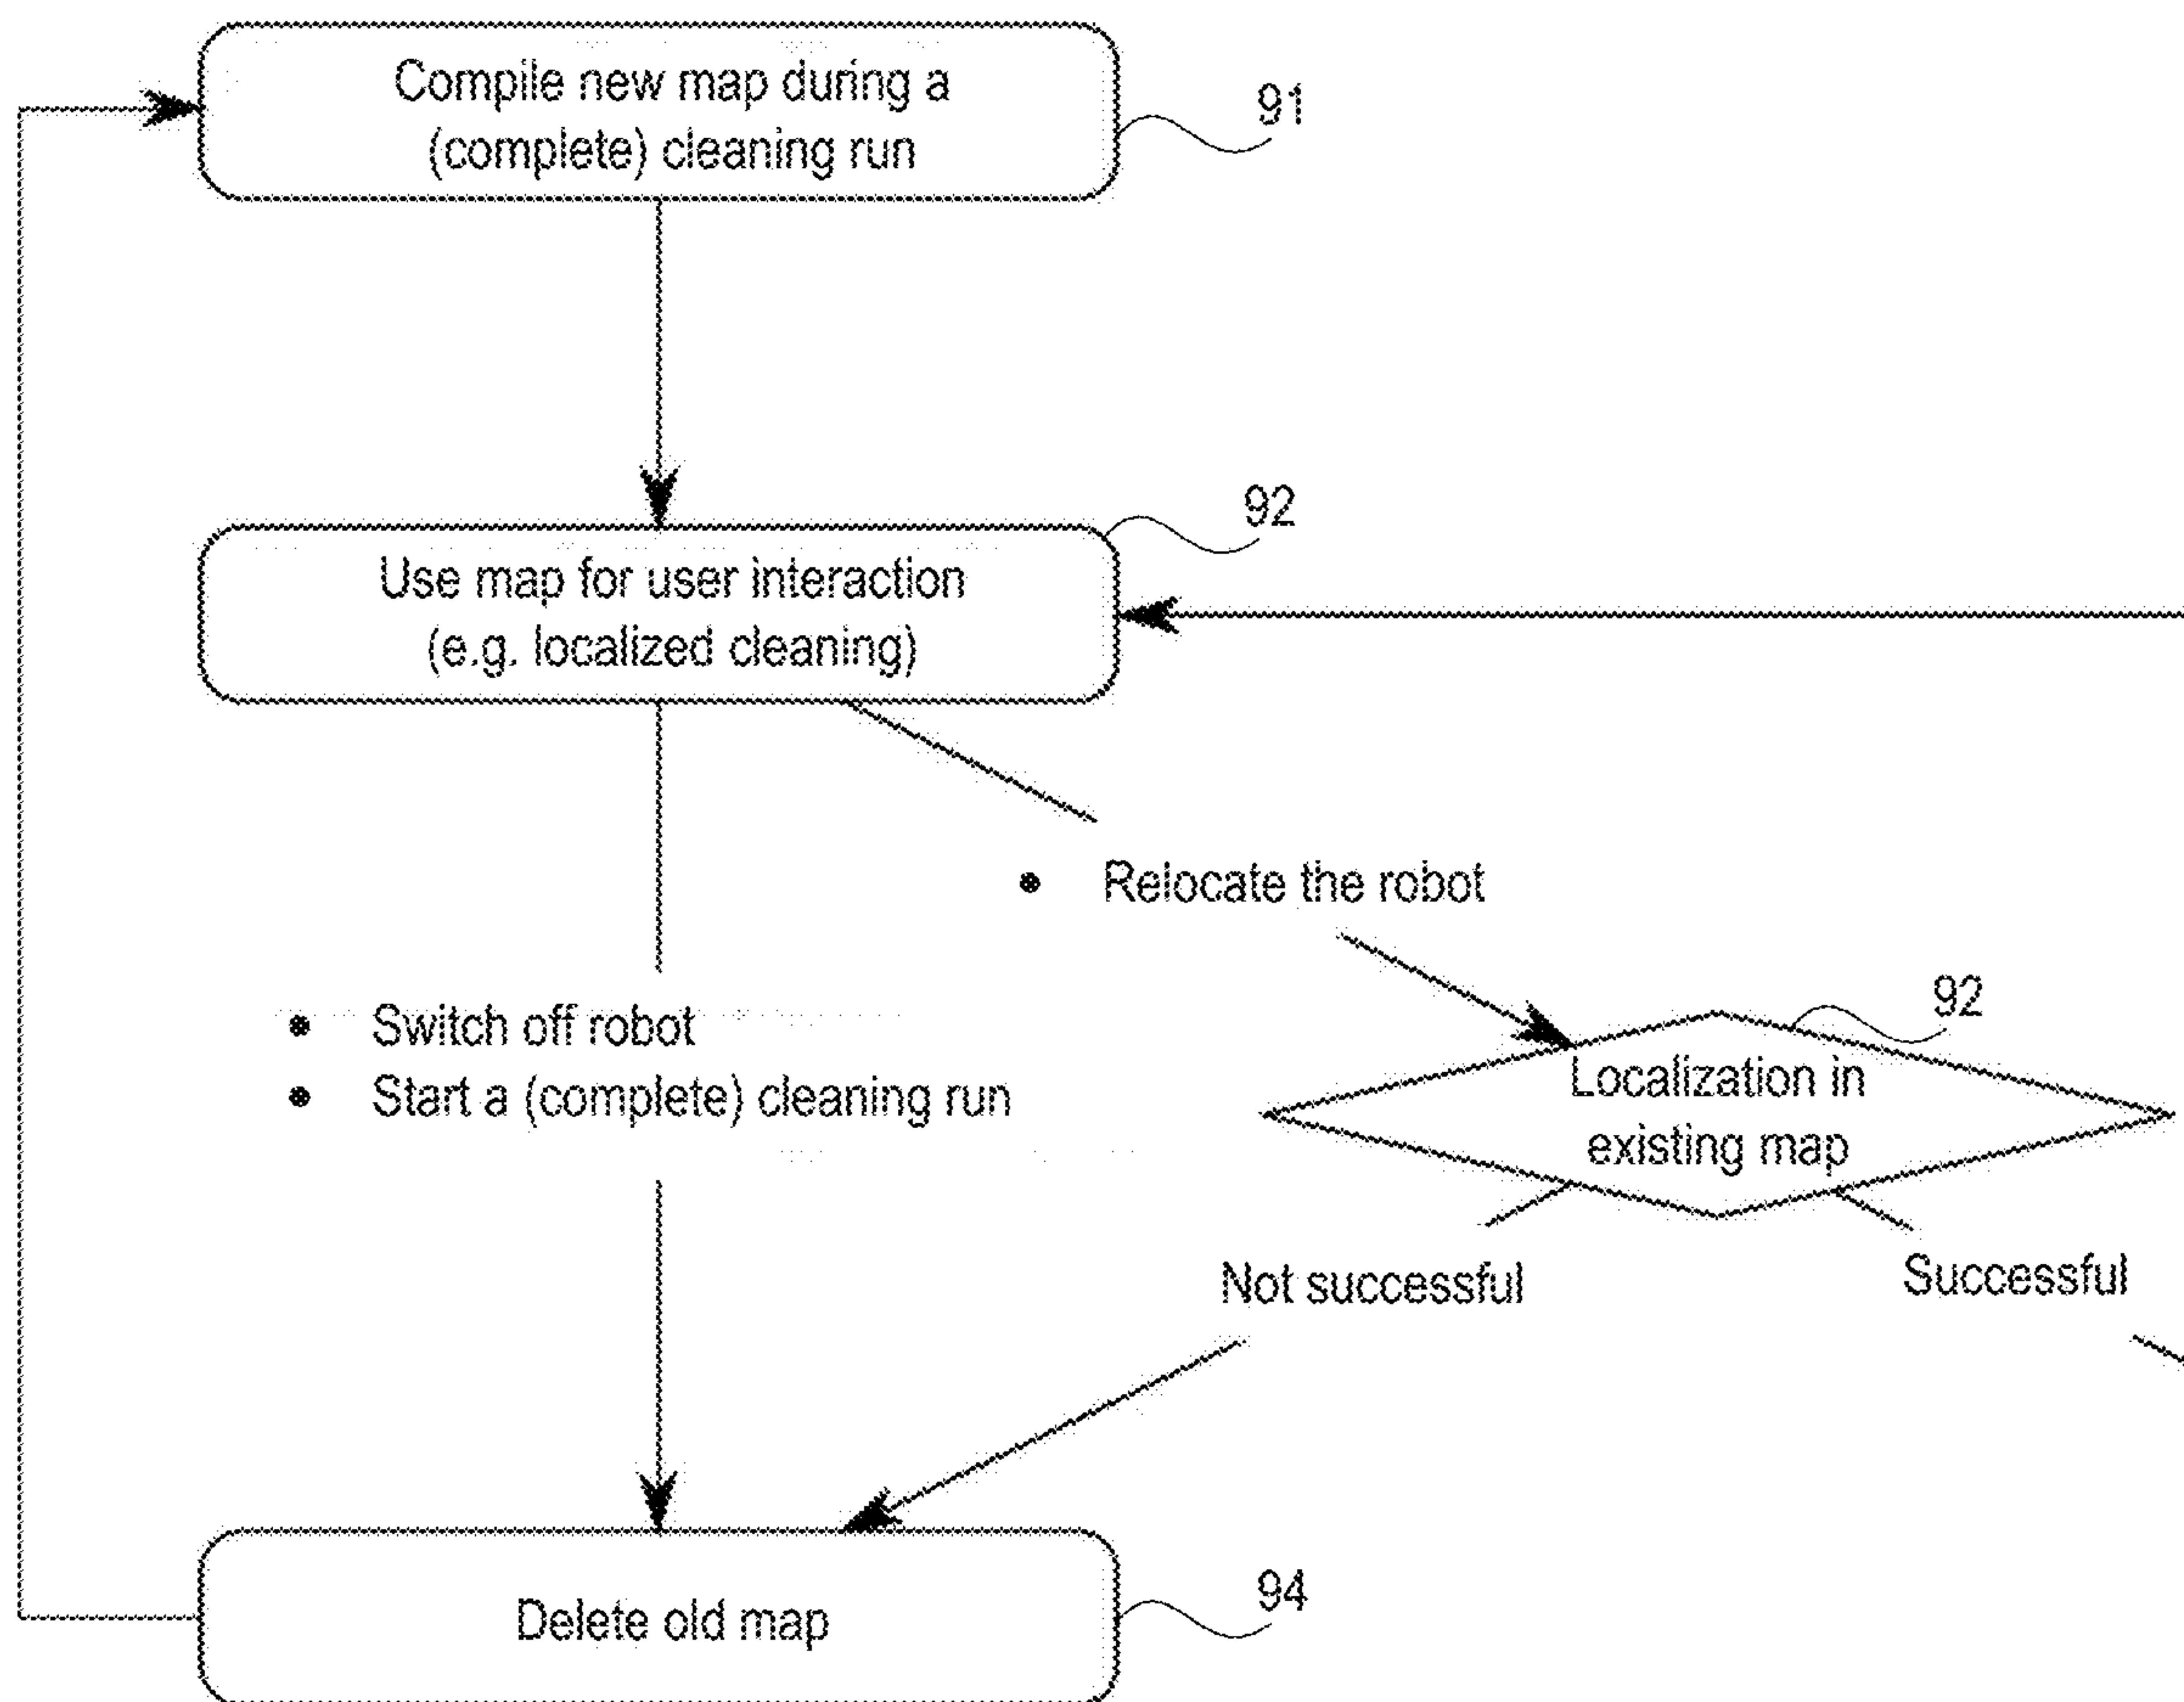 Compile new map during a
(complete) cleaning run
91
92
Use map for user interaction
(e.g. localized cleaning)
• Relocate the robot
92
• Switch off robot
• Start a (complete) cleaning run
Localization in
existing map
Not successful
Successful
Delete old map
94